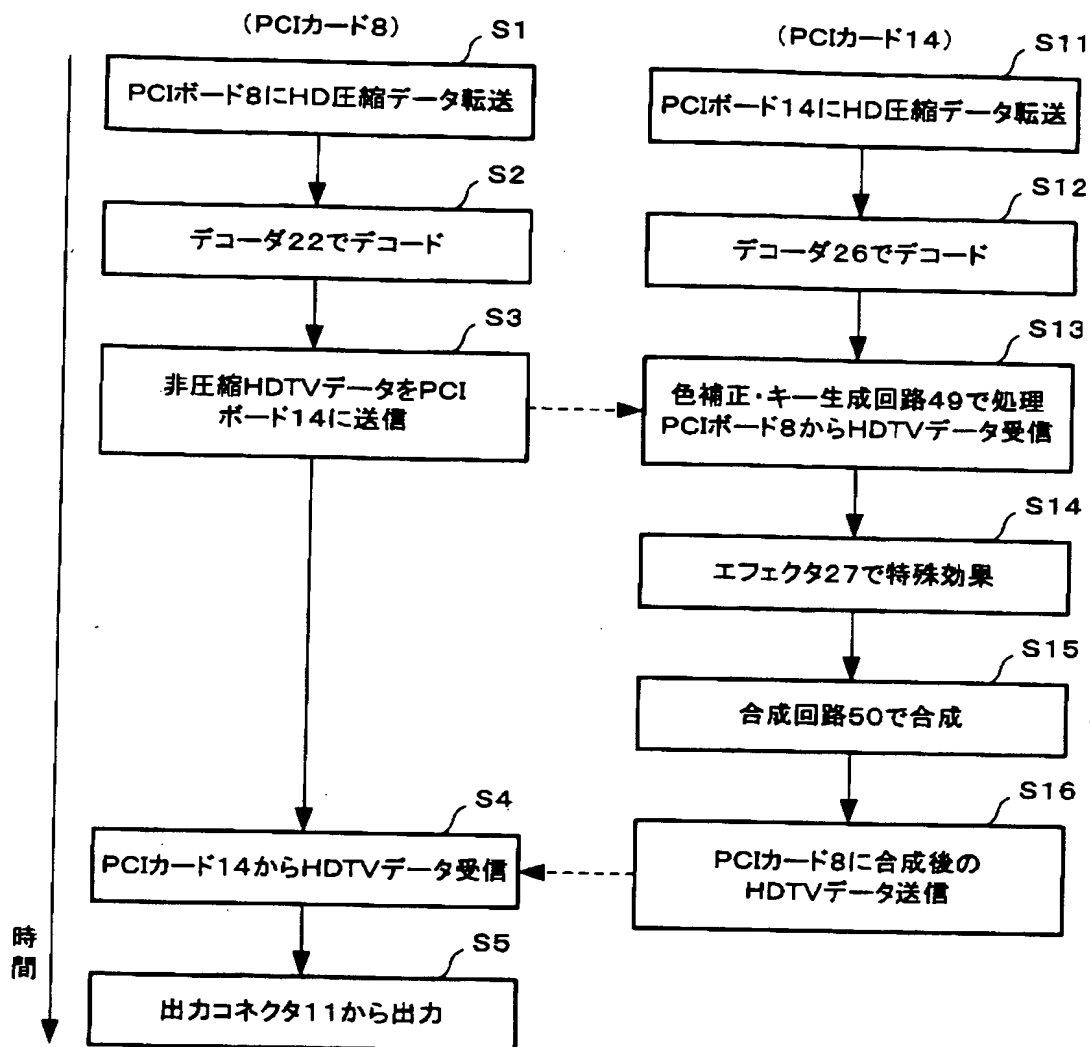 (PCIカード8)
S1
PCIボード8にHD圧縮データ転送
S2
デコーダ22でデコード
S3
非圧縮HDTVデータをPCI
ボード14に送信
S4
PCIカード14からHDTVデータ受信
S5
出力コネクタ11から出力
時
間
(PCIカード14)
S11
PCIボード14にHD圧縮データ転送
S12
デコーダ26でデコード
S13
色補正・キー生成回路49で処理
PCIボード8からHDTVデータ受信
S14
エフェクタ27で特殊効果
S15
合成回路50で合成
S16
PCIカード8に合成後の
HDTVデータ送信